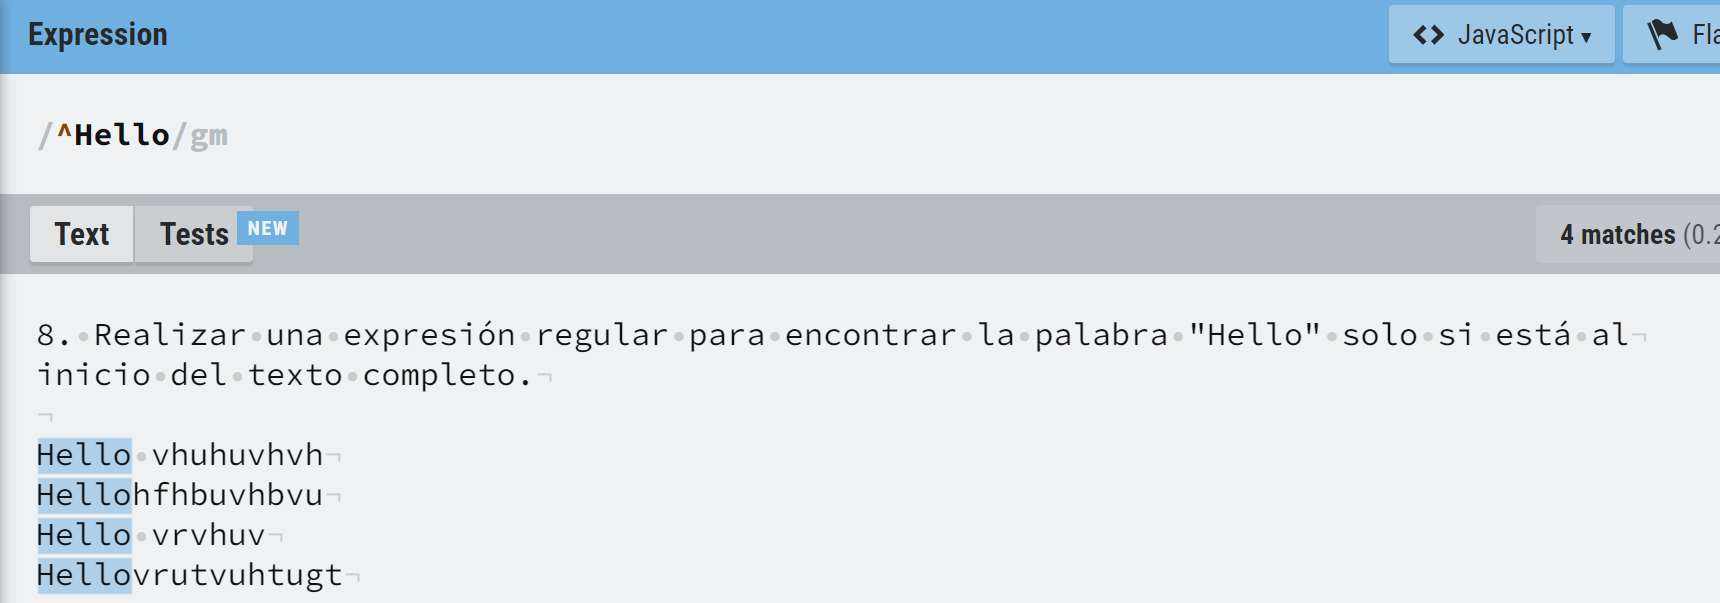 Expression
<> JavaScript ▾
/^Hello/gm
Text Tests NEW
4 matches
8. Realizar una expresión regular para encontrar la palabra "Hello" solo si está al
inicio del texto completo.
Hello vhuhuvhvh
Hellohfhbuvhbvu
Hello vrvhuv
Hellovrutvuhtugt